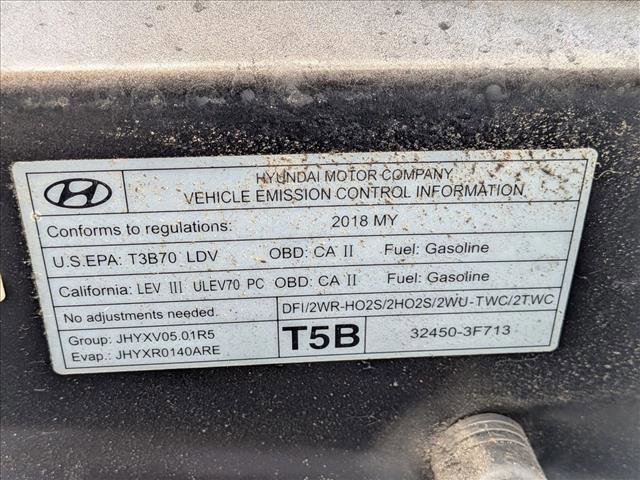 HYUNDAI MOTOR COMPANY
VEHICLE EMISSION CONTROL INFORMATION
Conforms to regulations: 2018 MY
U.S.EPA: T3B70 LDV OBD: CA II Fuel: Gasoline
California: LEV III ULEV70 PC OBD: CA II Fuel: Gasoline
No adjustments needed. DFI/2WR-HO2S/2HO2S/2WU-TWC/2TWC
Group: JHYXV05.01R5
Evap.: JHYXR0140ARE
T5B 32450-3F713